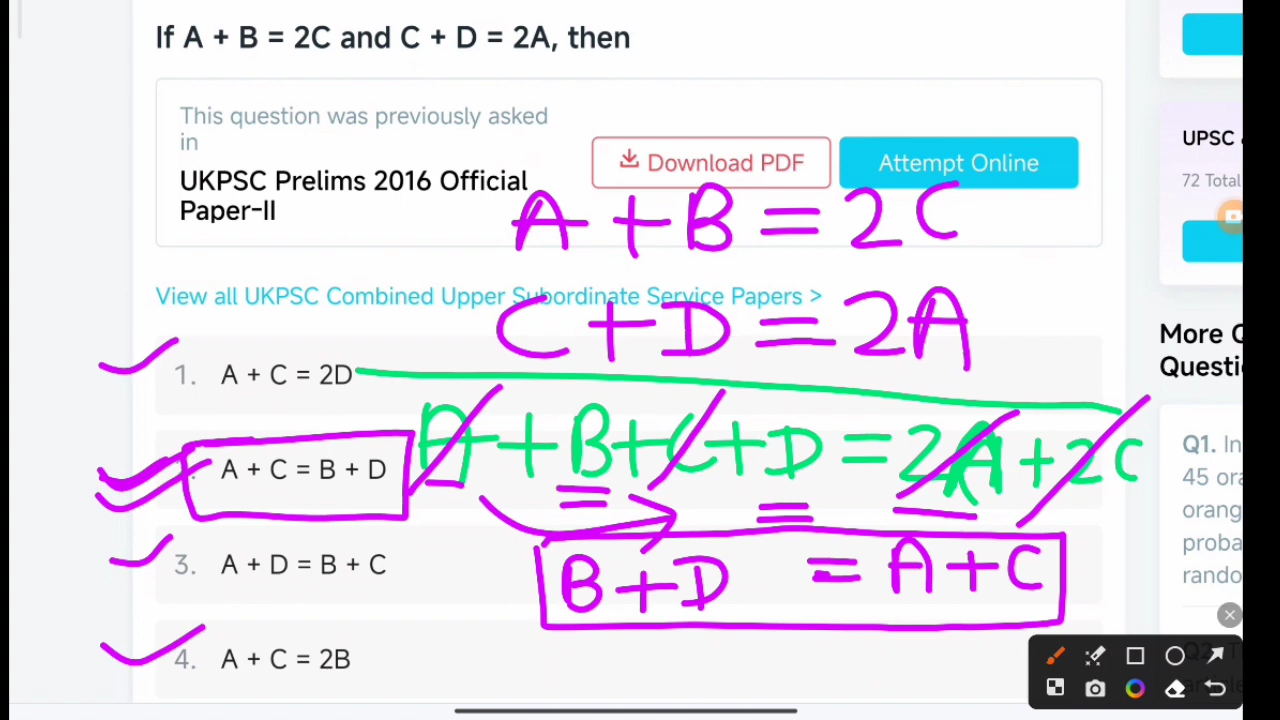 If A + B = 2C and C + D = 2A, then
This question was previously asked
in
UKPSC Prelims 2016 Official
Paper-II
Download PDF
Attempt Online
UPSC
72 Total
A + B = 2C
View all UKPSC Combined Upper Subordinate Service Papers >
C + D = 2A
More Q
Questi
1. A + C = 2D
A + B + C + D = 2A + 2C
A + C = B + D
Q1. In
45 ora
orang
proba
rando
B + D = A + C
3. A + D = B + C
4. A + C = 2B